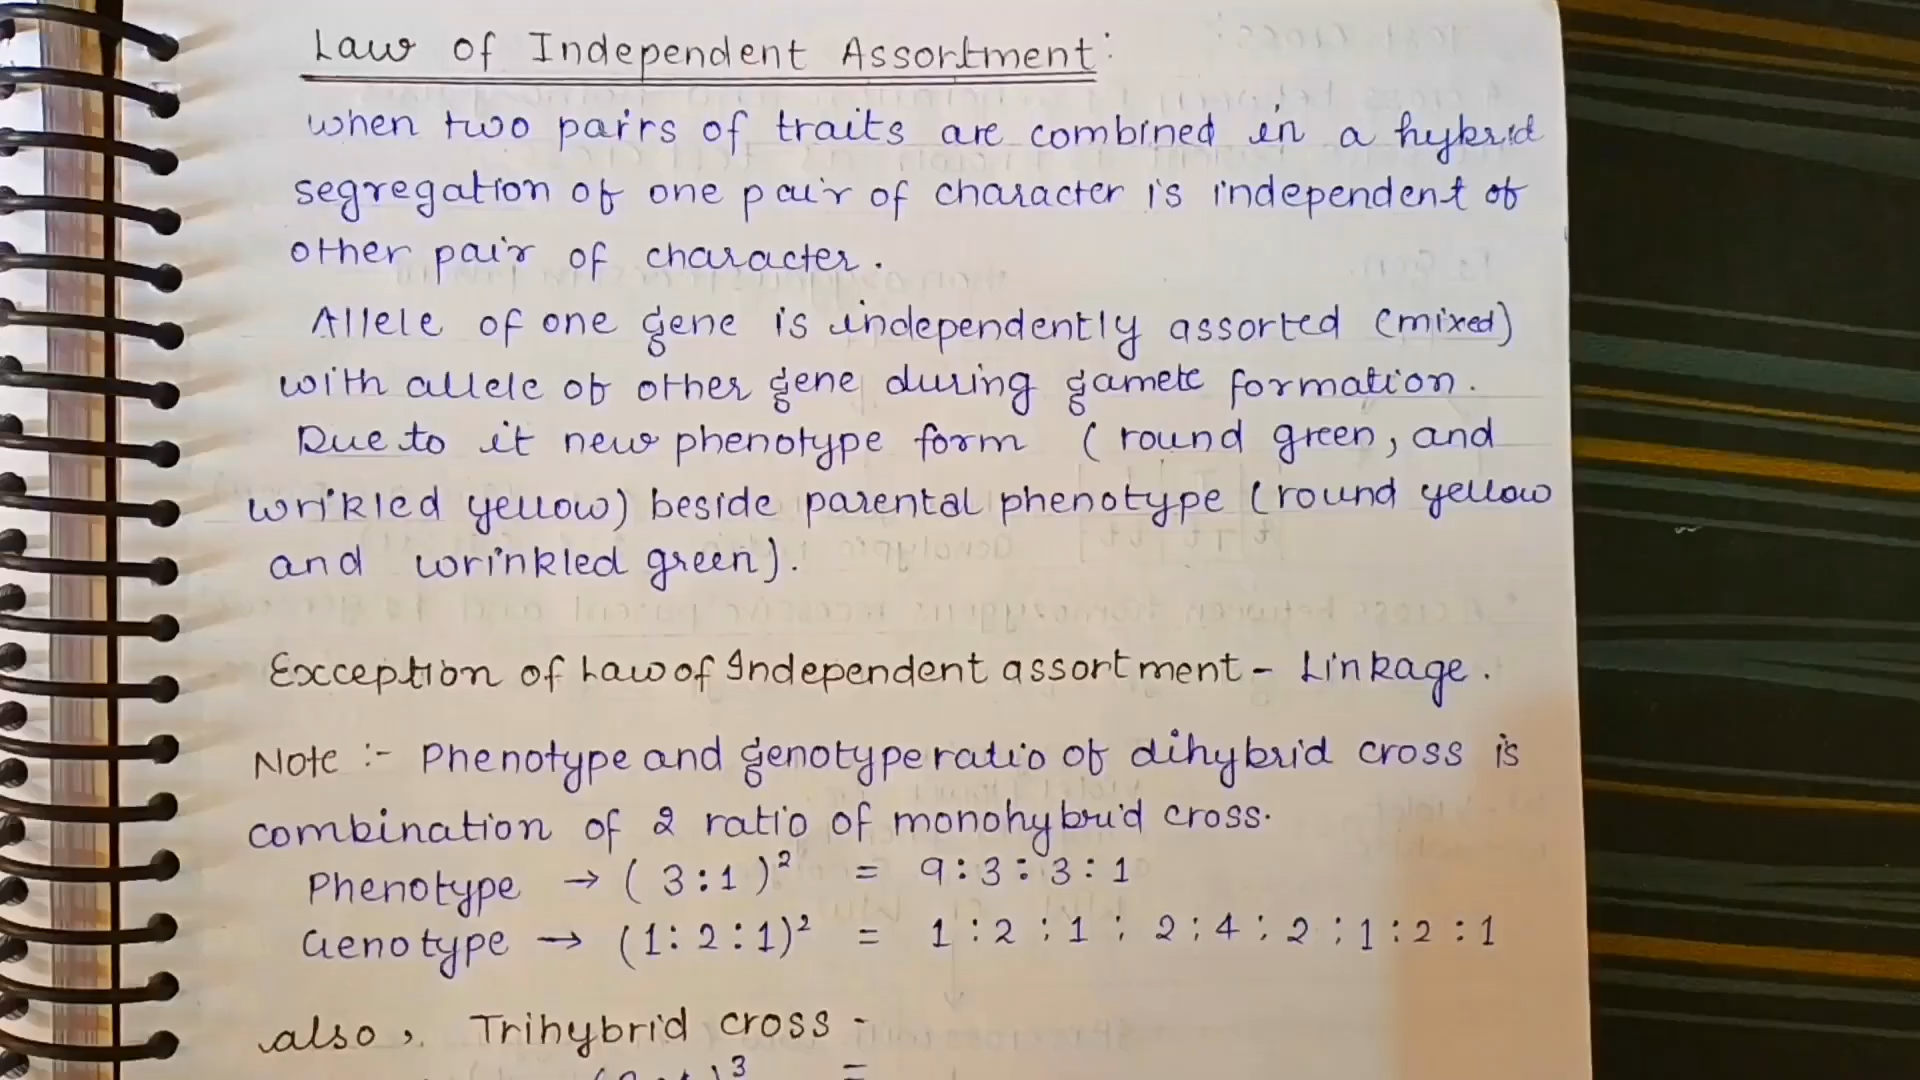 Law of Independent Assortment:
when two pairs of traits are combined in a hybrid
segregation of one pair of character is independent of
other pair of character.
Allele of one gene is independently assorted (mixed)
with allele of other gene during gamete formation.
Due to it new phenotype form (round green, and
wrikled yellow) beside parental phenotype (round yellow
and wrinkled green).
Exception of Law of Independent assortment - Linkage.
Note :- Phenotype and genotype ratio of dihybrid cross is
combination of 2 ratio of monohybrid cross.
Phenotype → (3:1)² = 9:3:3:1
Genotype → (1:2:1)² = 1:2:1:2:4:2:1:2:1
also, Trihybrid cross -